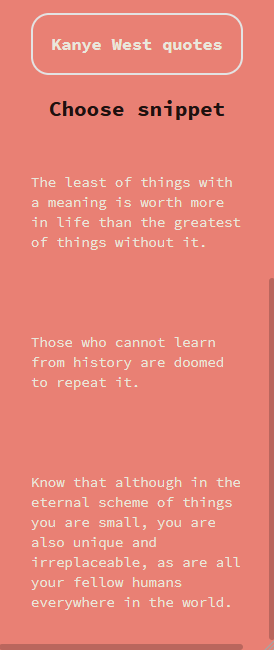 Kanye West quotes
Choose snippet
The least of things with
a meaning is worth more
in life than the greatest
of things without it.
Those who cannot learn
from history are doomed
to repeat it.
Know that although in the
eternal scheme of things
you are small, you are
also unique and
irreplaceable, as are all
your fellow humans
everywhere in the world.